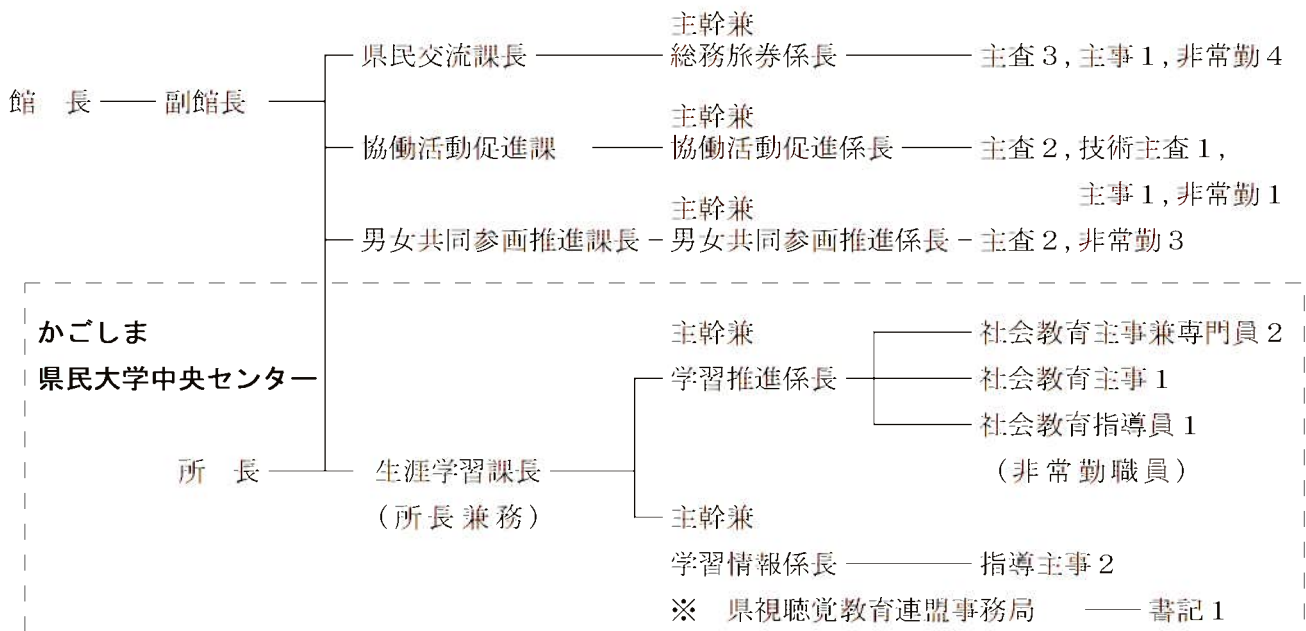 主幹兼
県民交流課長 総務旅券係長 主査3,主事1,非常勤4
館 長 副館長
主幹兼
協働活動促進課 協働活動促進係長 主査2,技術主査1,
主事1,非常勤1
主幹兼
男女共同参画推進課長 男女共同参画推進係長 主査2,非常勤3
かごしま
県民大学中央センター
主幹兼
学習推進係長
社会教育主事兼専門員2
社会教育主事1
社会教育指導員1
(非常勤職員)
所 長 生涯学習課長
(所長兼務)
主幹兼
学習情報係長 指導主事2
※ 県視聴覚教育連盟事務局 書記1